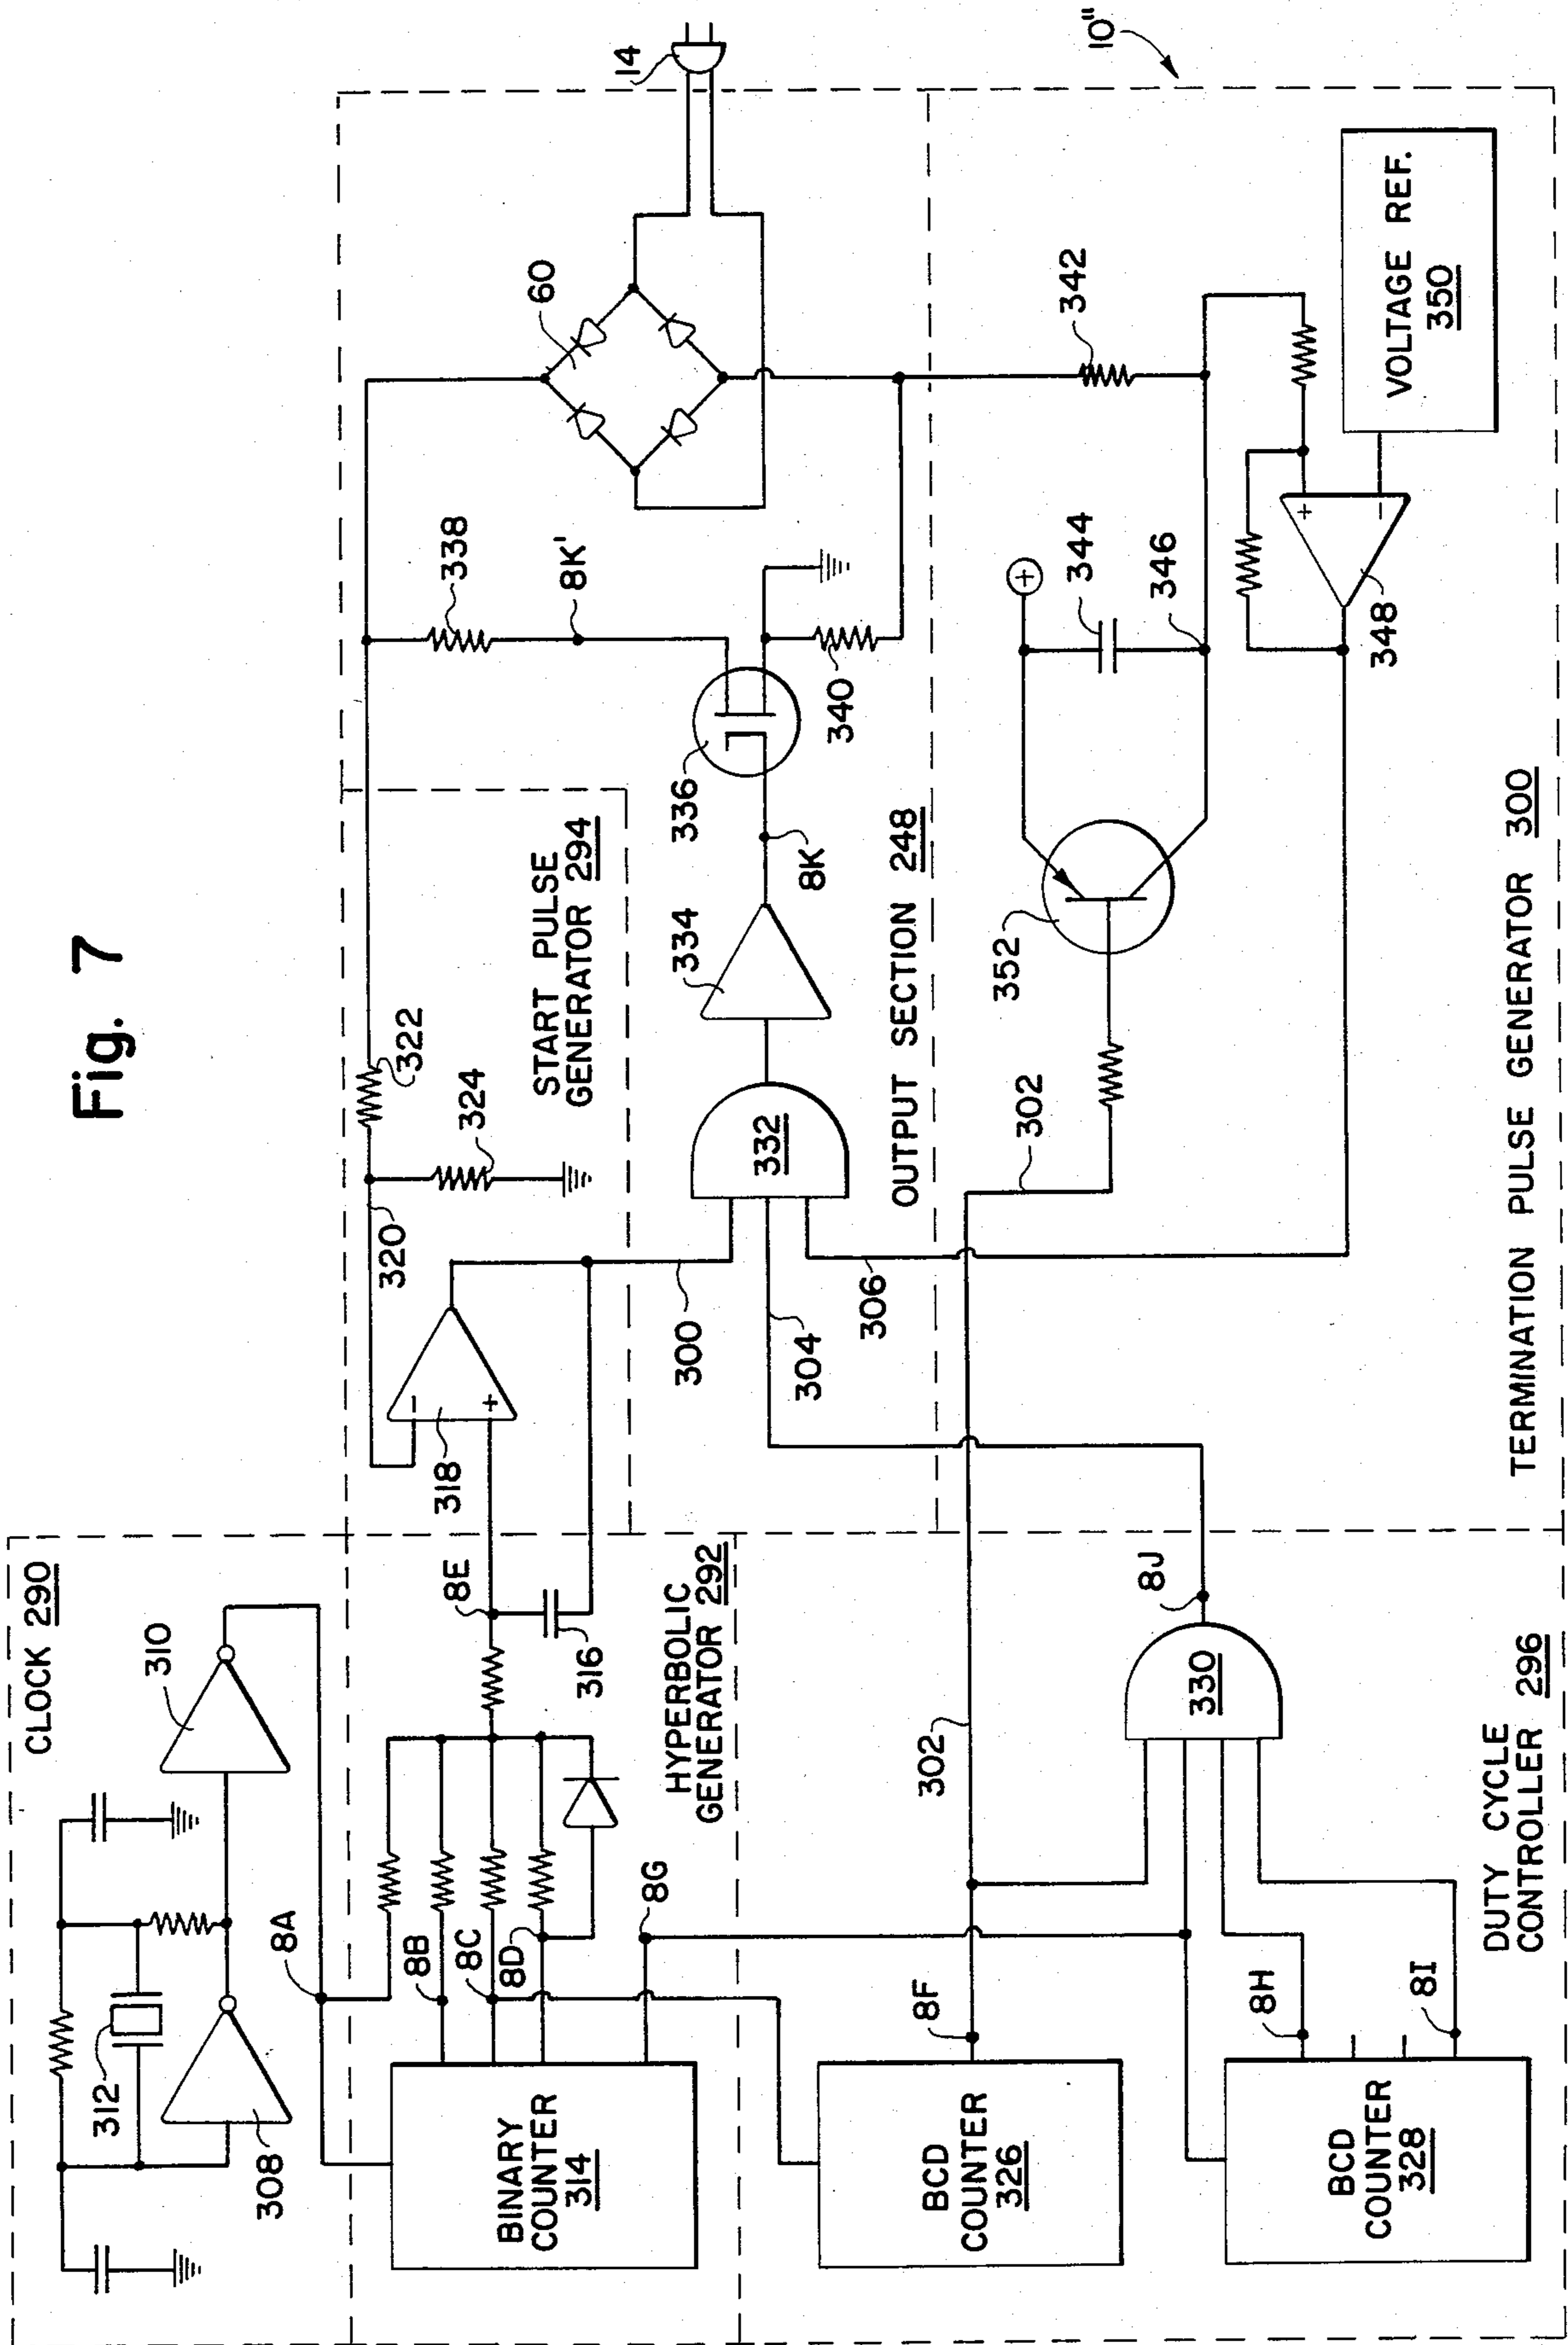 Fig. 7
CLOCK 290
310
312
308
8A
BINARY
COUNTER
314
8B
8C
8D
8G
8E
316
HYPERBOLIC
GENERATOR 292
318
-
+
320
322
324
START PULSE
GENERATOR 294
300
304
306
332
334
8K
336
338
8K'
340
60
14
10"
OUTPUT SECTION 248
BCD
COUNTER
326
8F
302
BCD
COUNTER
328
8H
8I
330
8J
DUTY CYCLE
CONTROLLER 296
302
352
+
344
346
342
348
+
-
VOLTAGE REF.
350
TERMINATION PULSE GENERATOR 300